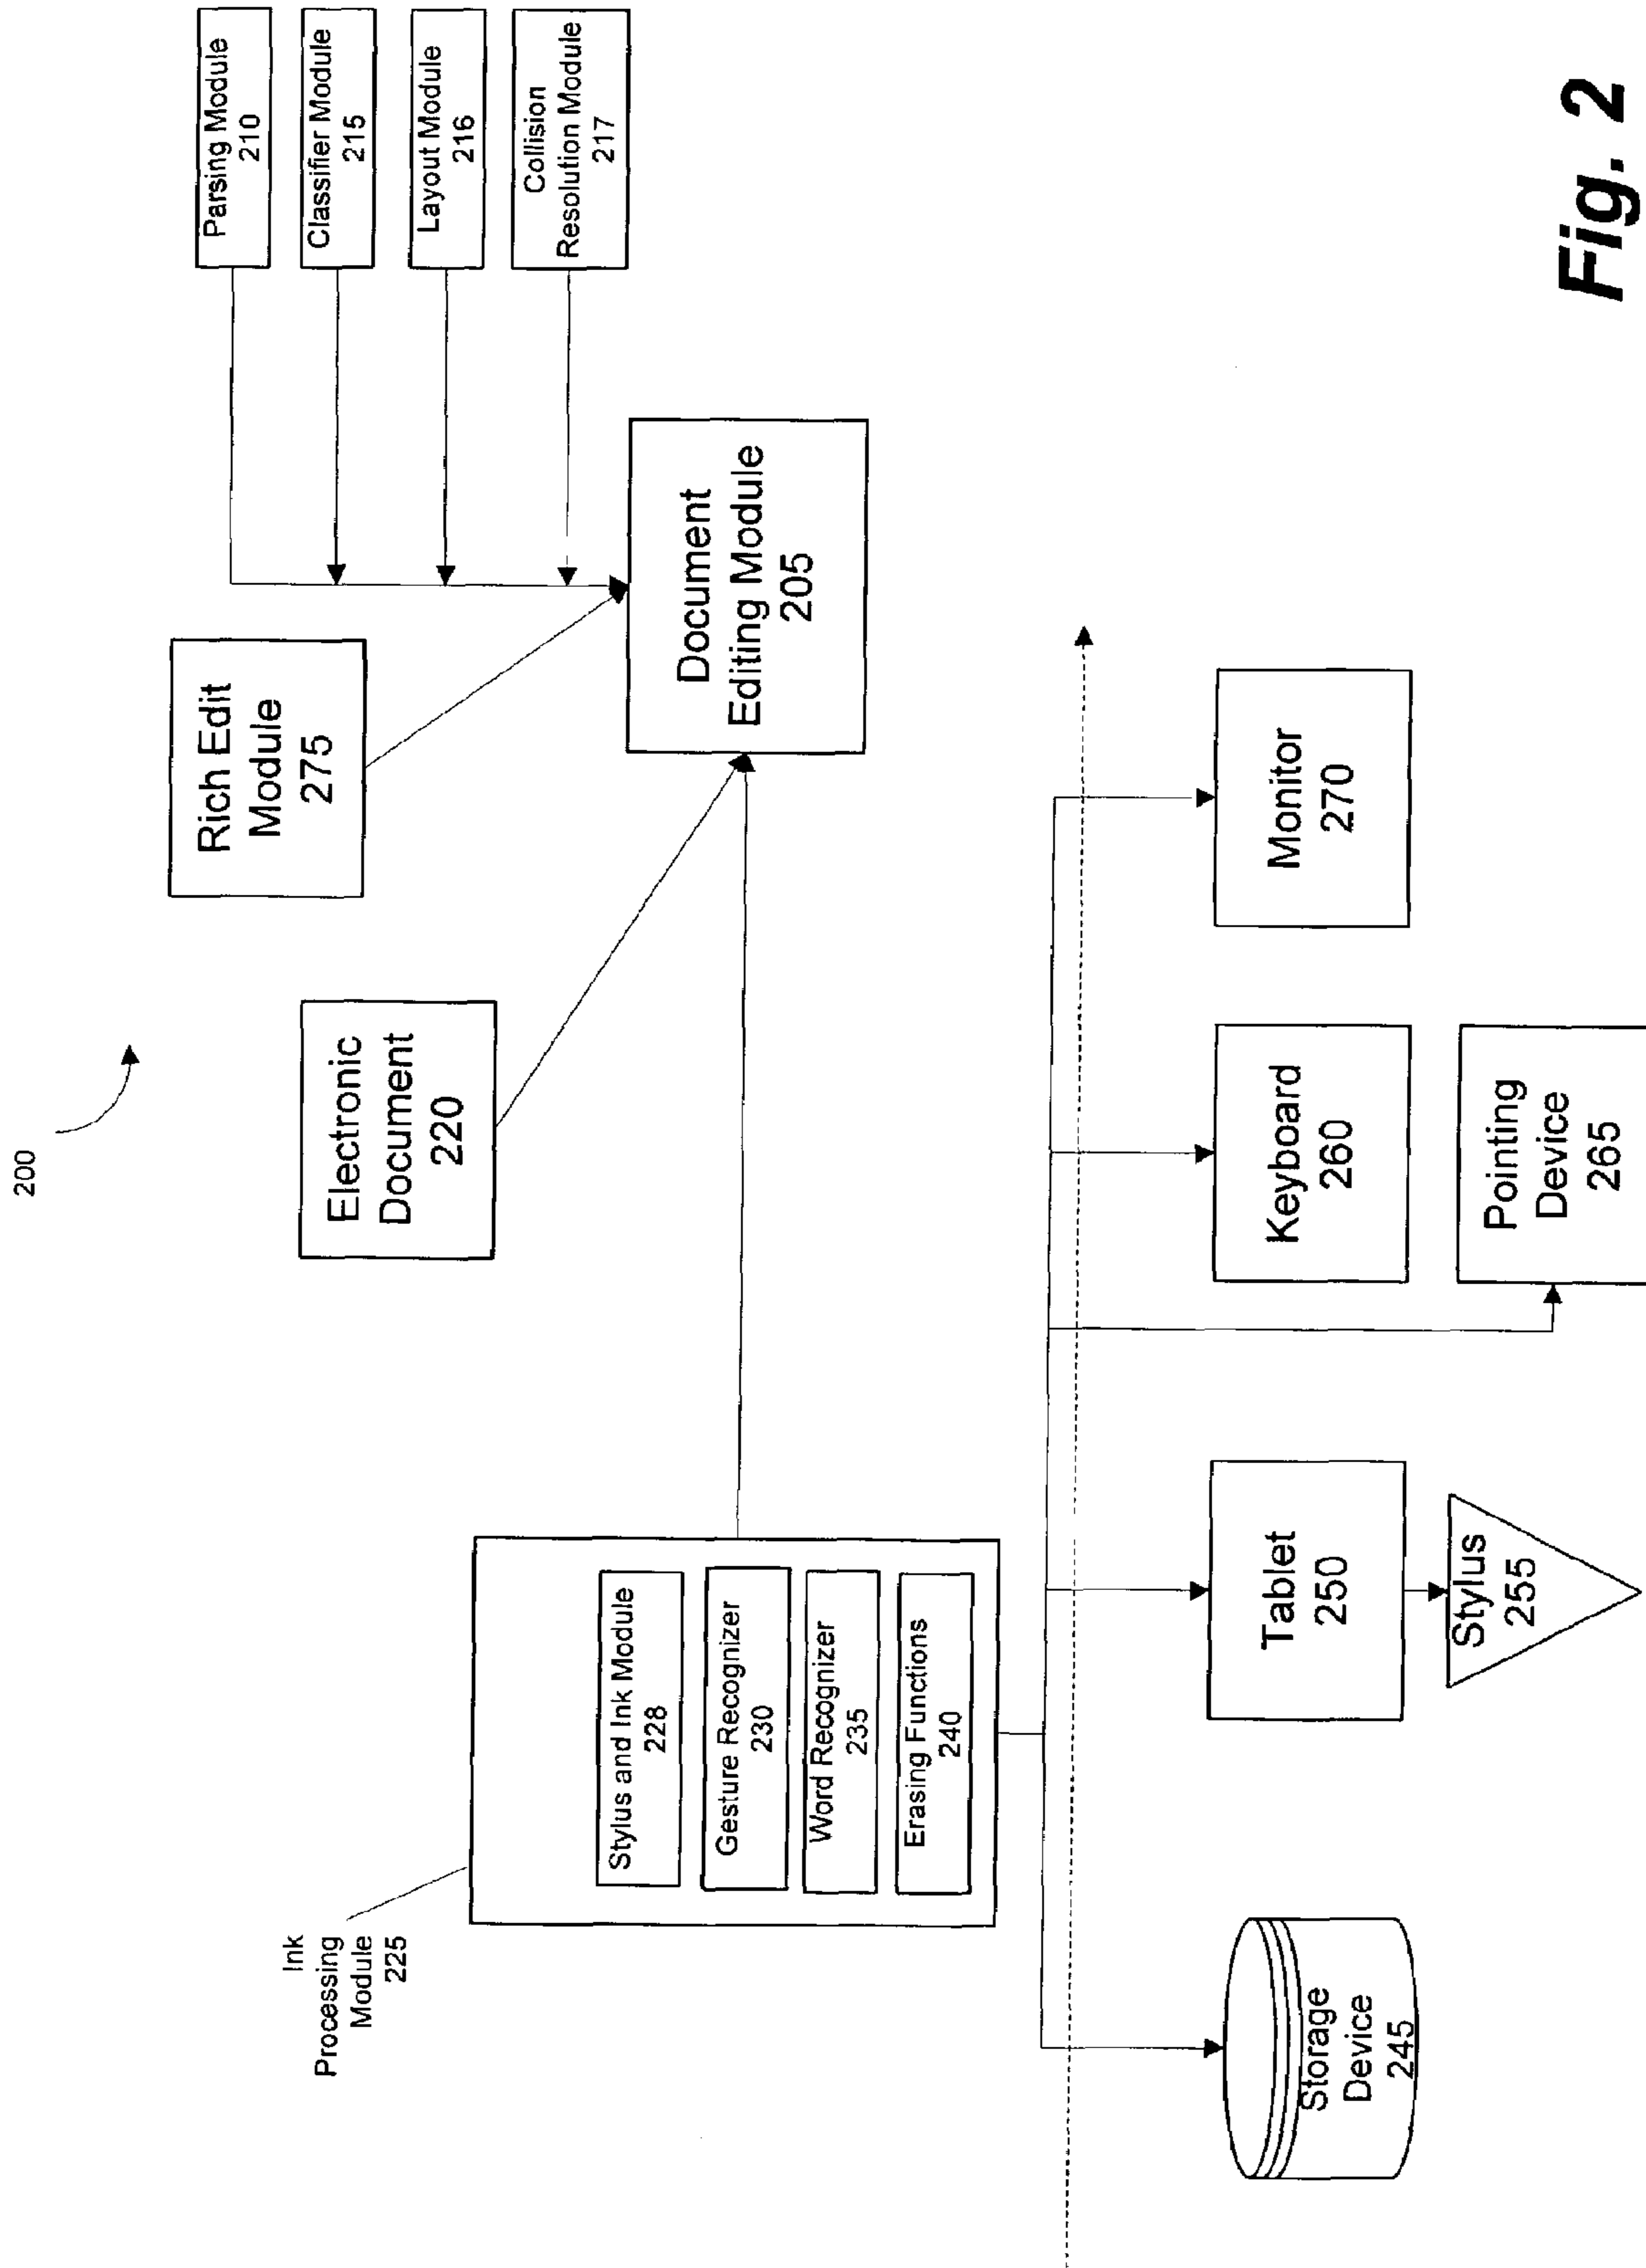 200
Rich Edit
Module
275
Parsing Module
210
Classifier Module
215
Layout Module
216
Collision
Resolution Module
217
Electronic
Document
220
Document
Editing Module
205
Ink
Processing
Module
225
Stylus and Ink Module
228
Gesture Recognizer
230
Word Recognizer
235
Erasing Functions
240
Storage
Device
245
Tablet
250
Stylus
255
Keyboard
260
Pointing
Device
265
Monitor
270
Fig. 2